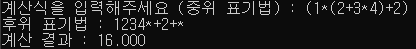 계산식을 입력해주세요 (중위 표기법) : (1*(2+3*4)+2)
후위 표기법 : 1234*+2+*
계산 결과 : 16.000